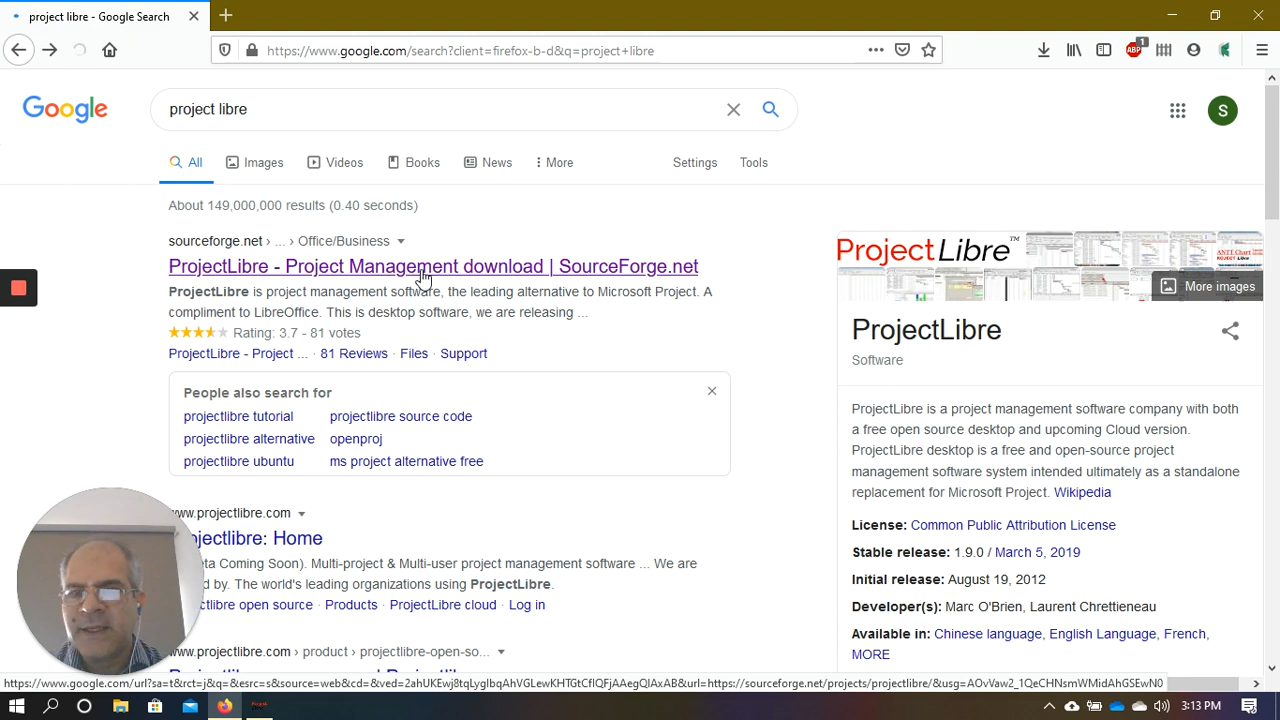 project libre - Google Search
https://www.google.com/search?client=firefox-b-d&q=project+libre
1
Google
project libre
S
All
Images
Videos
Books
News
More
Settings
Tools
About 149,000,000 results (0.40 seconds)
sourceforge.net › ... › Office/Business
ProjectLibre - Project Management download | SourceForge.net
ProjectLibre is project management software, the leading alternative to Microsoft Project. A
compliment to LibreOffice. This is desktop software, we are releasing ...
Rating: 3.7 - 81 votes
ProjectLibre - Project ... · 81 Reviews · Files · Support
People also search for
projectlibre tutorial
projectlibre source code
projectlibre alternative
openproj
projectlibre ubuntu
ms project alternative free
www.projectlibre.com
ojectlibre: Home
eta Coming Soon). Multi-project & Multi-user project management software ... We are
d by. The world's leading organizations using ProjectLibre.
ctlibre open source · Products · ProjectLibre cloud · Log in
www.projectlibre.com › product › projectlibre-open-so...
ProjectLibre™
More images
ProjectLibre
Software
ProjectLibre is a project management software company with both
a free open source desktop and upcoming Cloud version.
ProjectLibre desktop is a free and open-source project
management software system intended ultimately as a standalone
replacement for Microsoft Project. Wikipedia
License: Common Public Attribution License
Stable release: 1.9.0 / March 5, 2019
Initial release: August 19, 2012
Developer(s): Marc O'Brien, Laurent Chrettieneau
Available in: Chinese language, English Language, French,
MORE
3:13 PM